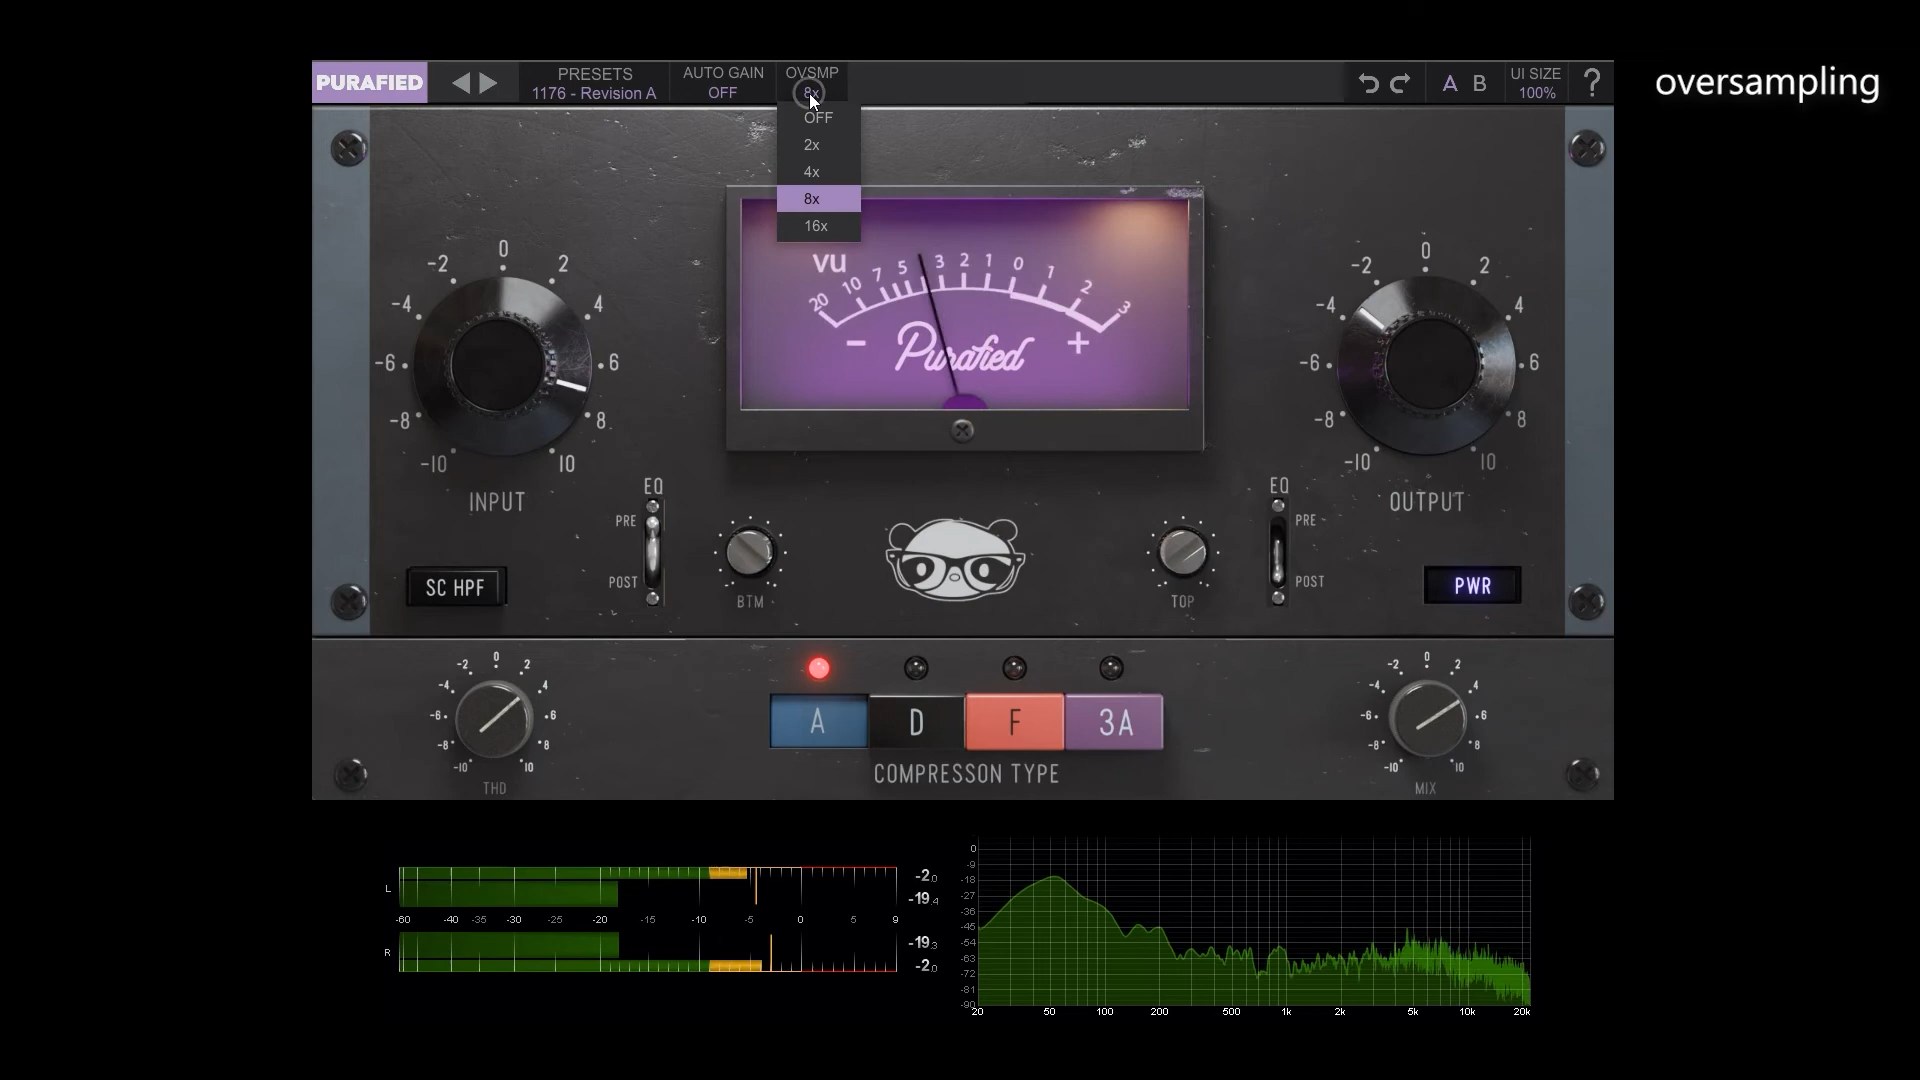 PURAFIED
PRESETS
1176 - Revision A
AUTO GAIN
OFF
OVSMP
8x
OFF
2x
4x
8x
16x
A B
UI SIZE
100%
?
oversampling
vu
20 10 7 5 3 2 1 0 1 2 3
Purafied
- +
-10 -8 -6 -4 -2 0 2 4 6 8 10
INPUT
-10 -8 -6 -4 -2 0 2 4 6 8 10
OUTPUT
EQ
PRE
POST
BTM
TOP
EQ
PRE
POST
SC HPF
PWR
-10 -8 -6 -4 -2 0 2 4 6 8 10
THD
A D F 3A
COMPRESSON TYPE
-10 -8 -6 -4 -2 0 2 4 6 8 10
MIX
L
-2.0
-19.4
-60 -40 -35 -30 -25 -20 -15 -10 -5 0 5 9
R
-19.3
-2.0
0
-9
-18
-27
-36
-45
-54
-63
-72
-81
-90
20 50 100 200 500 1k 2k 5k 10k 20k